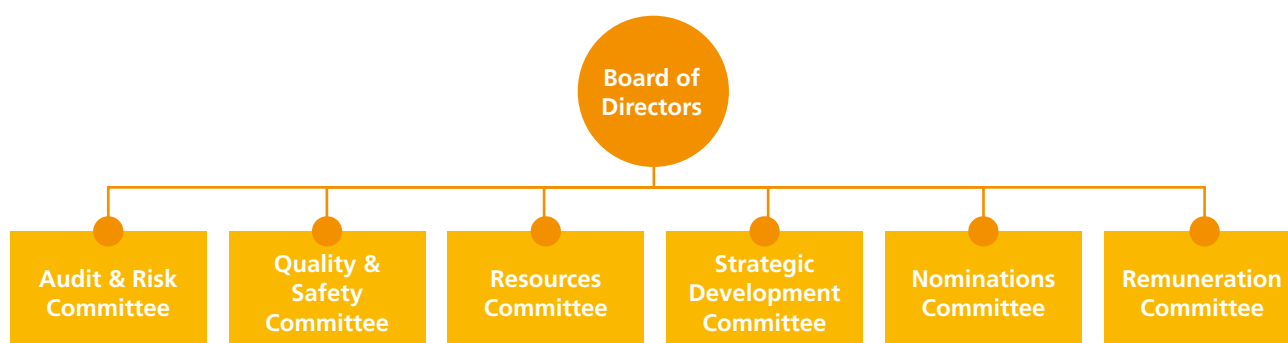 Board of
Directors
Audit & Risk
Committee
Quality &
Safety
Committee
Resources
Committee
Strategic
Development
Committee
Nominations
Committee
Remuneration
Committee